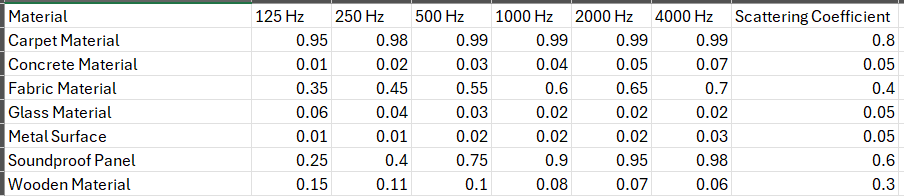 Material 125 Hz 250 Hz 500 Hz 1000 Hz 2000 Hz 4000 Hz Scattering Coefficient
Carpet Material 0.95 0.98 0.99 0.99 0.99 0.99 0.8
Concrete Material 0.01 0.02 0.03 0.04 0.05 0.07 0.05
Fabric Material 0.35 0.45 0.55 0.6 0.65 0.7 0.4
Glass Material 0.06 0.04 0.03 0.02 0.02 0.02 0.05
Metal Surface 0.01 0.01 0.02 0.02 0.02 0.03 0.05
Soundproof Panel 0.25 0.4 0.75 0.9 0.95 0.98 0.6
Wooden Material 0.15 0.11 0.1 0.08 0.07 0.06 0.3